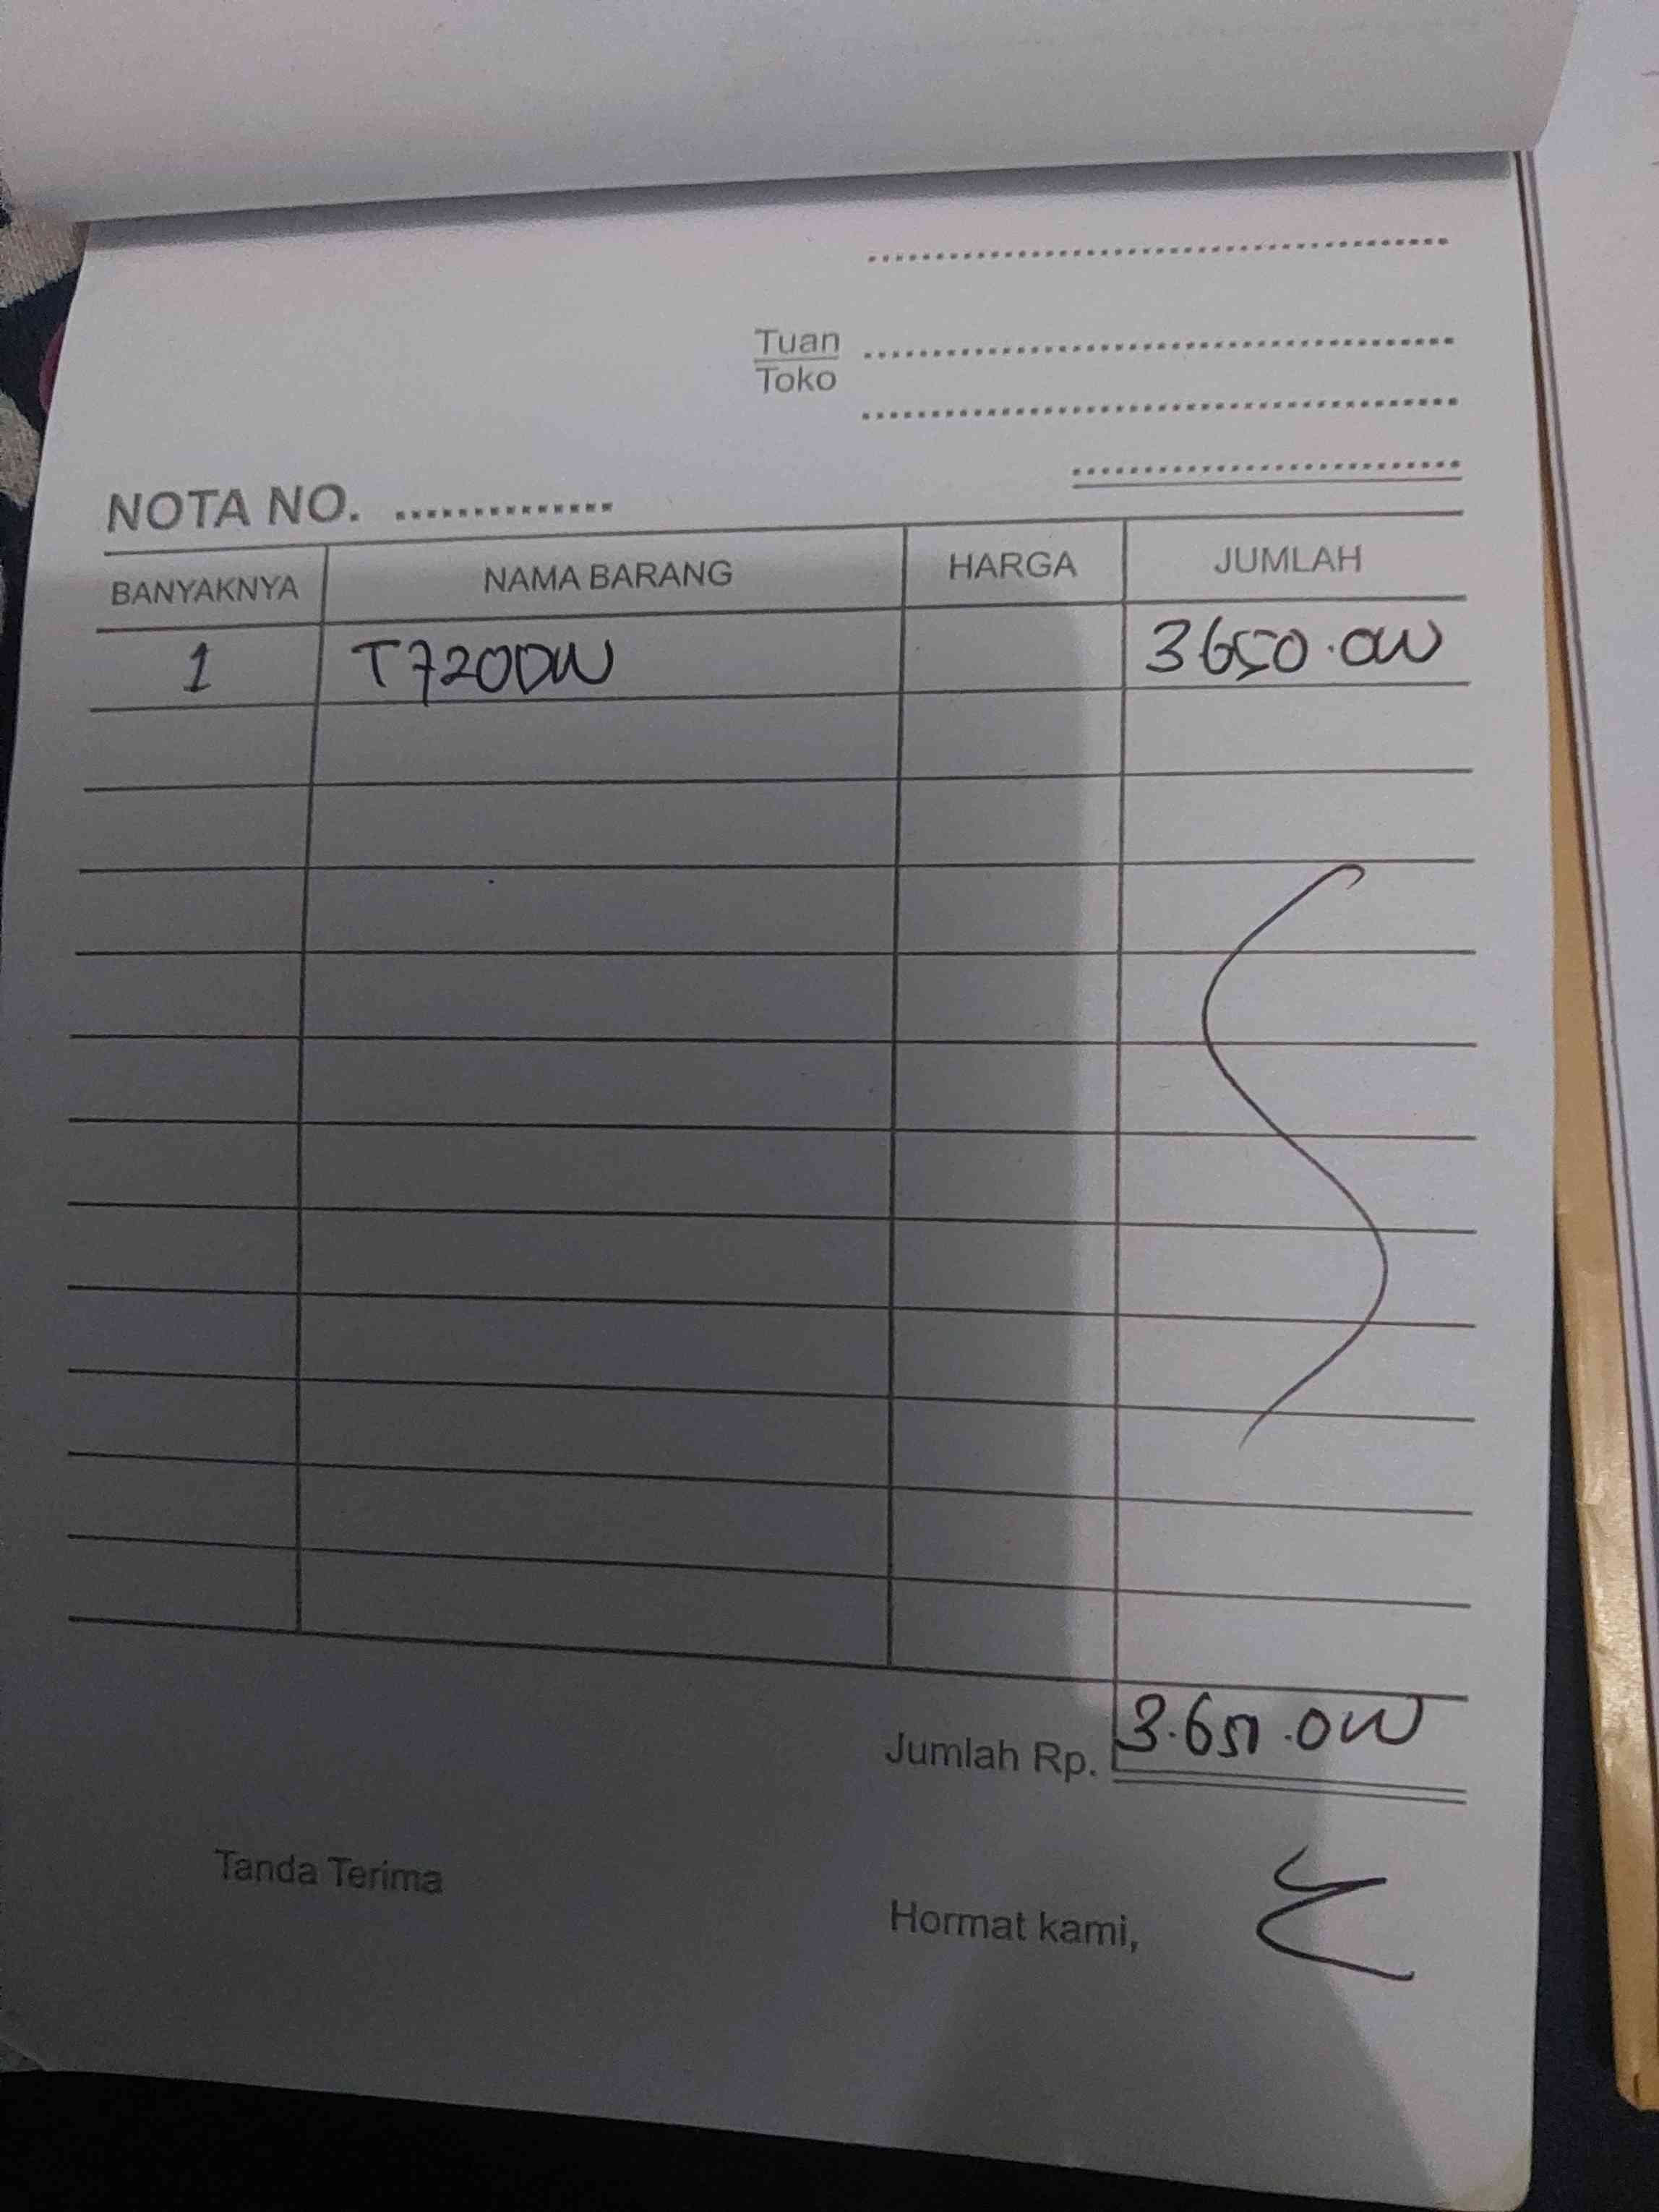 Tuan
Toko
NOTA NO. ..............
BANYAKNYA NAMA BARANG HARGA JUMLAH
1 T720DW 3650.000
Jumlah Rp. 3.650.000
Tanda Terima
Hormat kami,